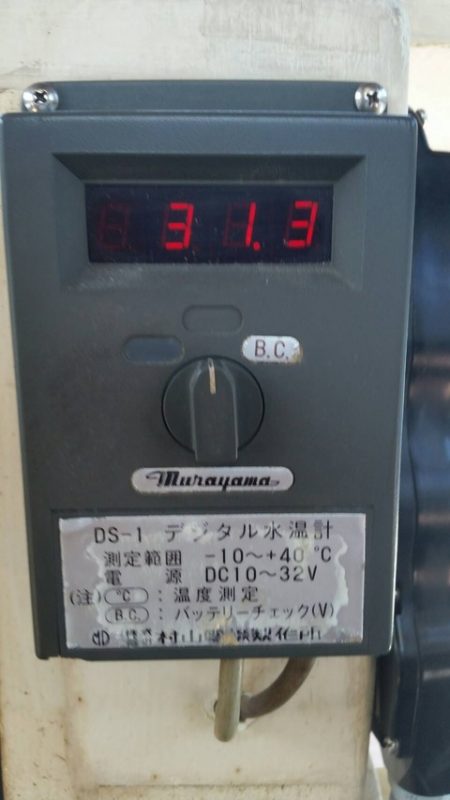 31.3
B.C.
Murayama
DS-1 デジタル水温計
測定範囲 -10～+40℃
電源 DC10～32V
(注) ℃ : 温度測定
B.C. : バッテリーチェック(V)
村山